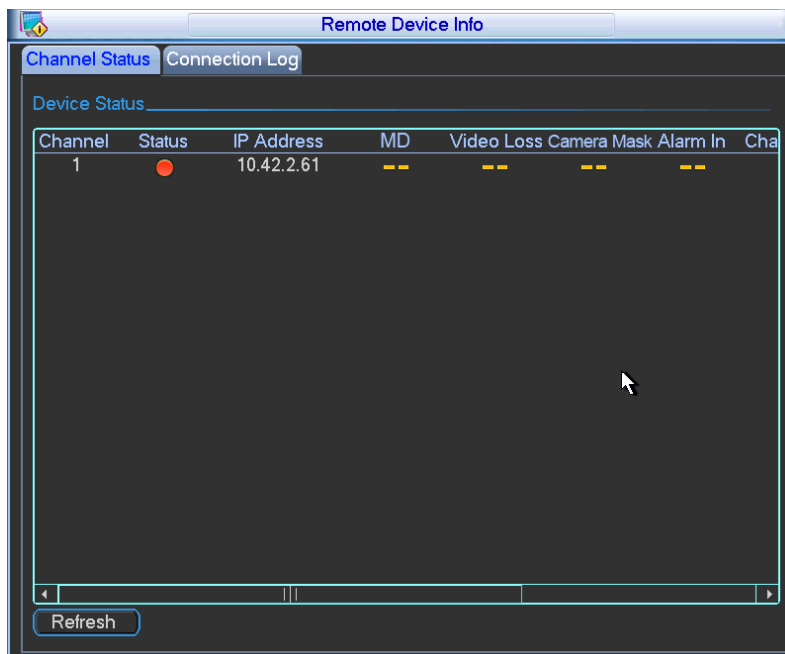 Remote Device Info
Channel Status Connection Log
Device Status
Channel Status IP Address MD Video Loss Camera Mask Alarm In Cha
1 10.42.2.61 -- -- -- --
Refresh